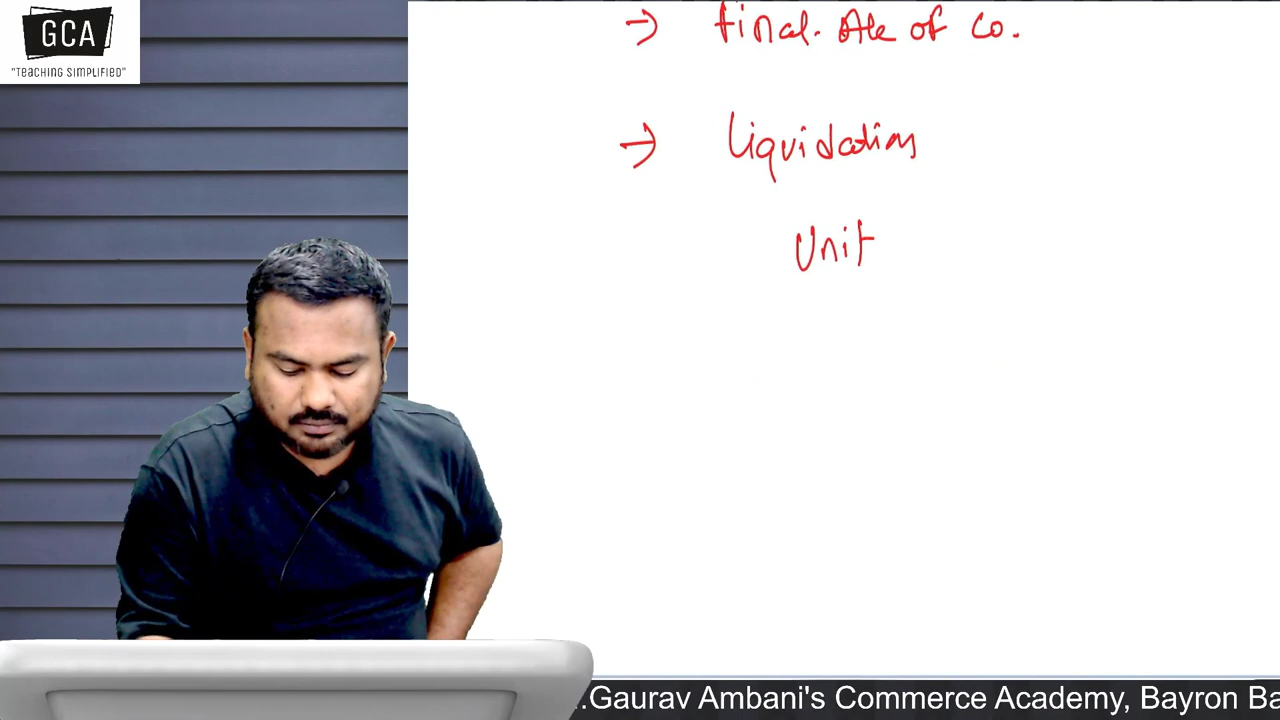 GCA
"Teaching Simplified"
→ final. A/c of Co.
→ Liquidation
Unit
.Gaurav Ambani's Commerce Academy, Bayron Ba